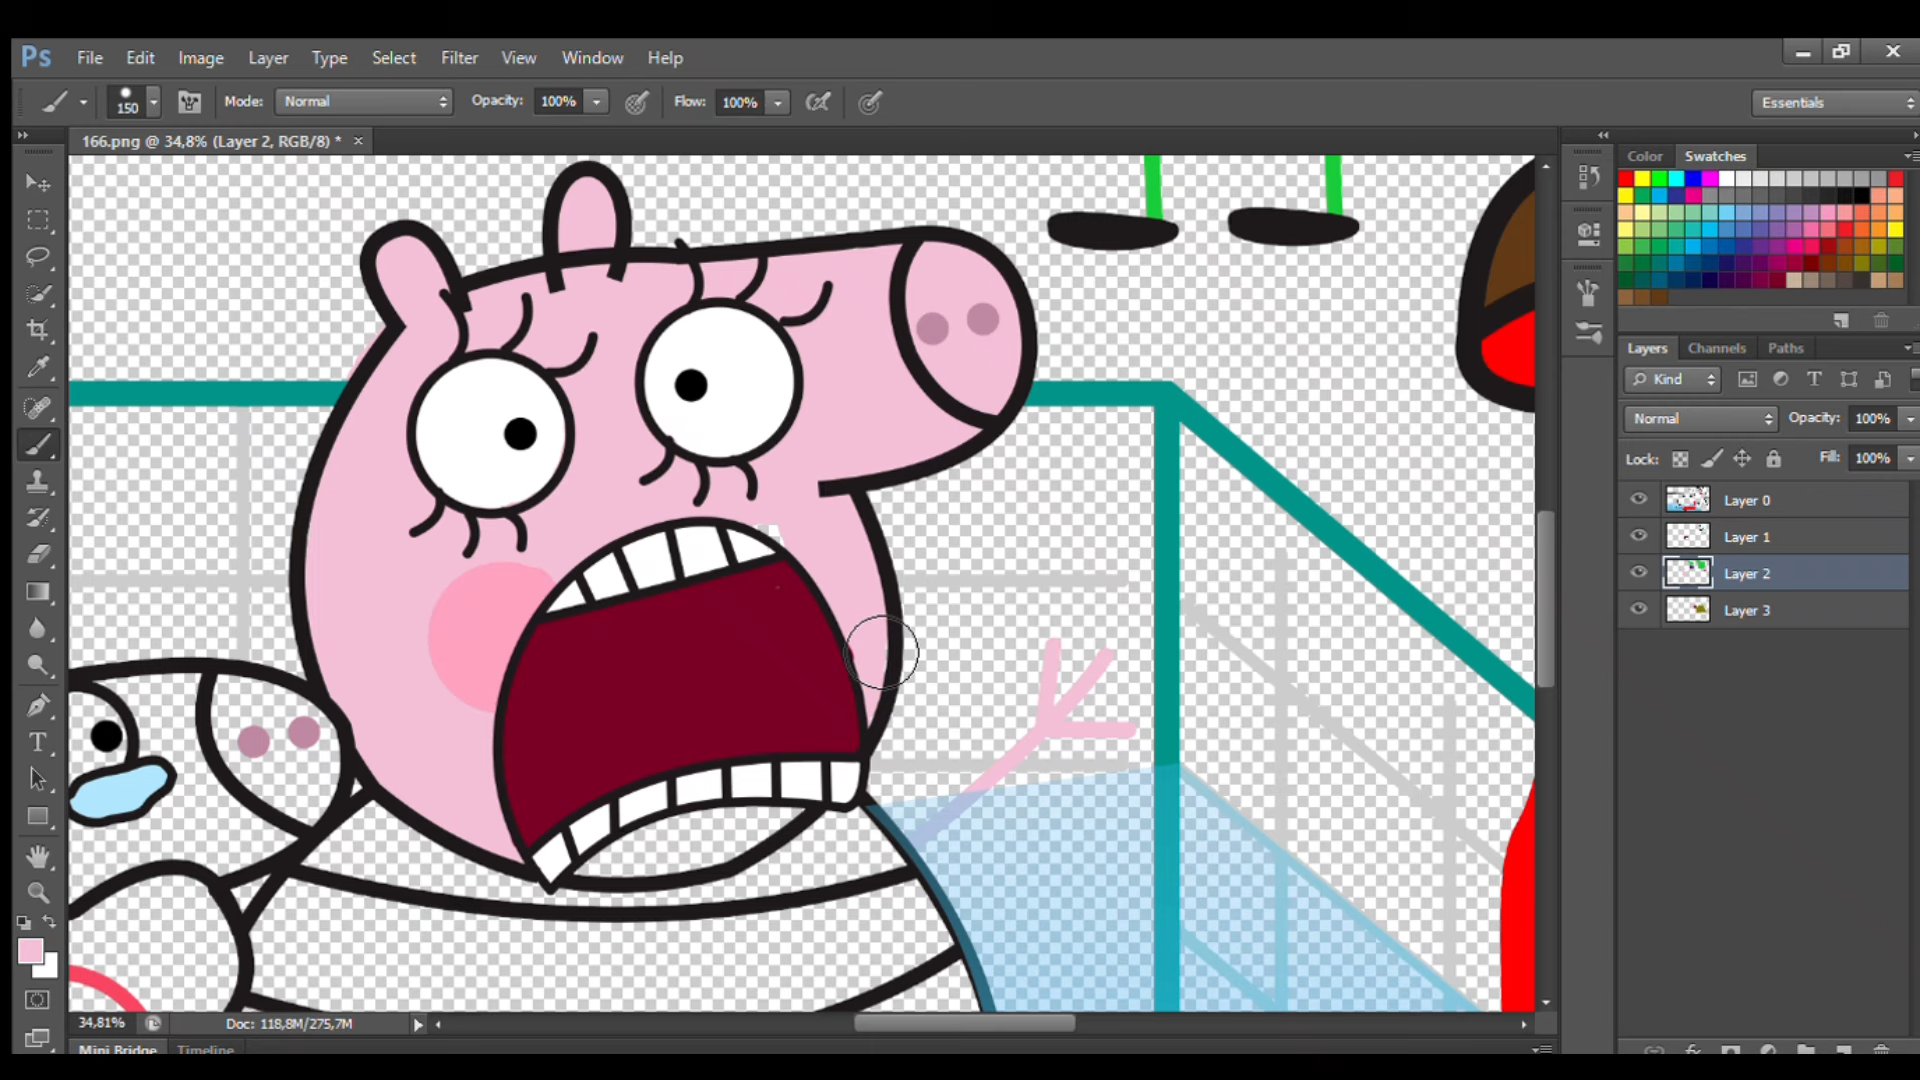 Ps File Edit Image Layer Type Select Filter View Window Help
150 Mode: Normal Opacity: 100% Flow: 100% Essentials
166.png @ 34,8% (Layer 2, RGB/8) * ×
Color Swatches
Layers Channels Paths
Kind
Normal Opacity: 100%
Lock: Fill: 100%
Layer 0
Layer 1
Layer 2
Layer 3
34,81% Doc: 118,8M/275,7M
Mini Bridge Timeline